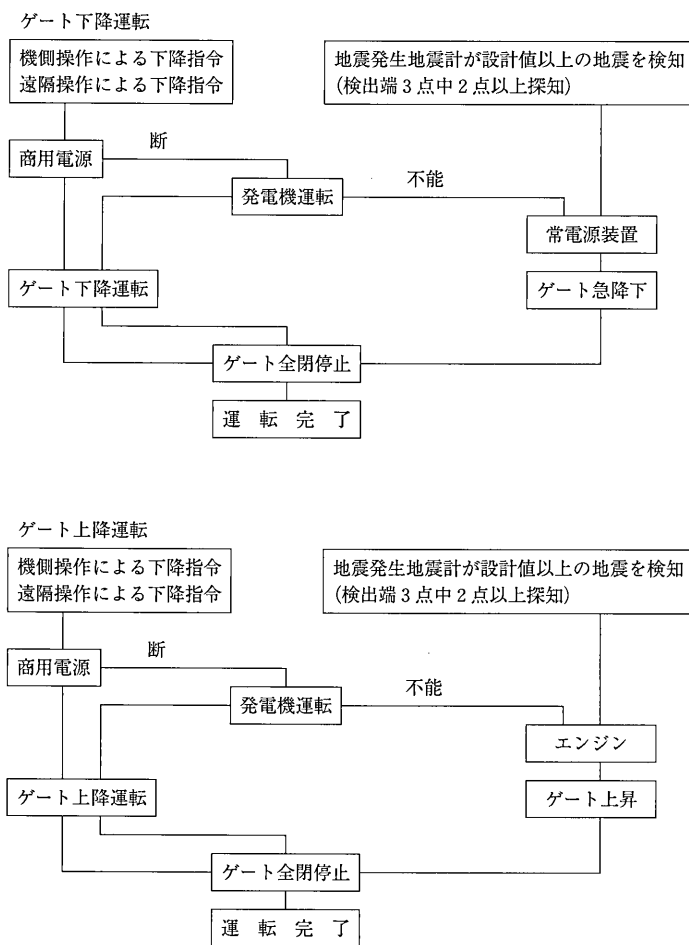 ゲート下降運転
機側操作による下降指令
遠隔操作による下降指令
地震発生地震計が設計値以上の地震を検知
(検出端3点中2点以上探知)
商用電源
断
発電機運転
不能
常電源装置
ゲート下降運転
ゲート急降下
ゲート全閉停止
運転完了
ゲート上降運転
機側操作による下降指令
遠隔操作による下降指令
地震発生地震計が設計値以上の地震を検知
(検出端3点中2点以上探知)
商用電源
断
発電機運転
不能
エンジン
ゲート上降運転
ゲート上昇
ゲート全閉停止
運転完了